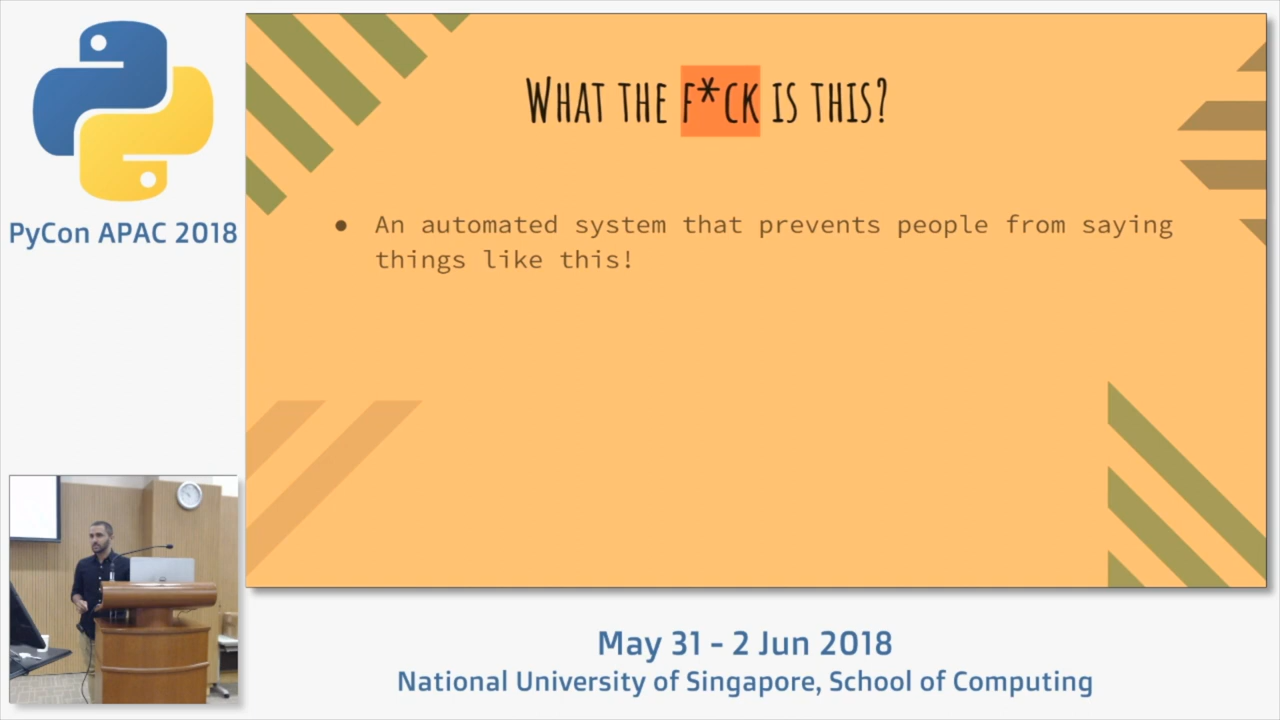 PyCon APAC 2018
WHAT THE F*CK IS THIS?
● An automated system that prevents people from saying
things like this!
May 31 - 2 Jun 2018
National University of Singapore, School of Computing